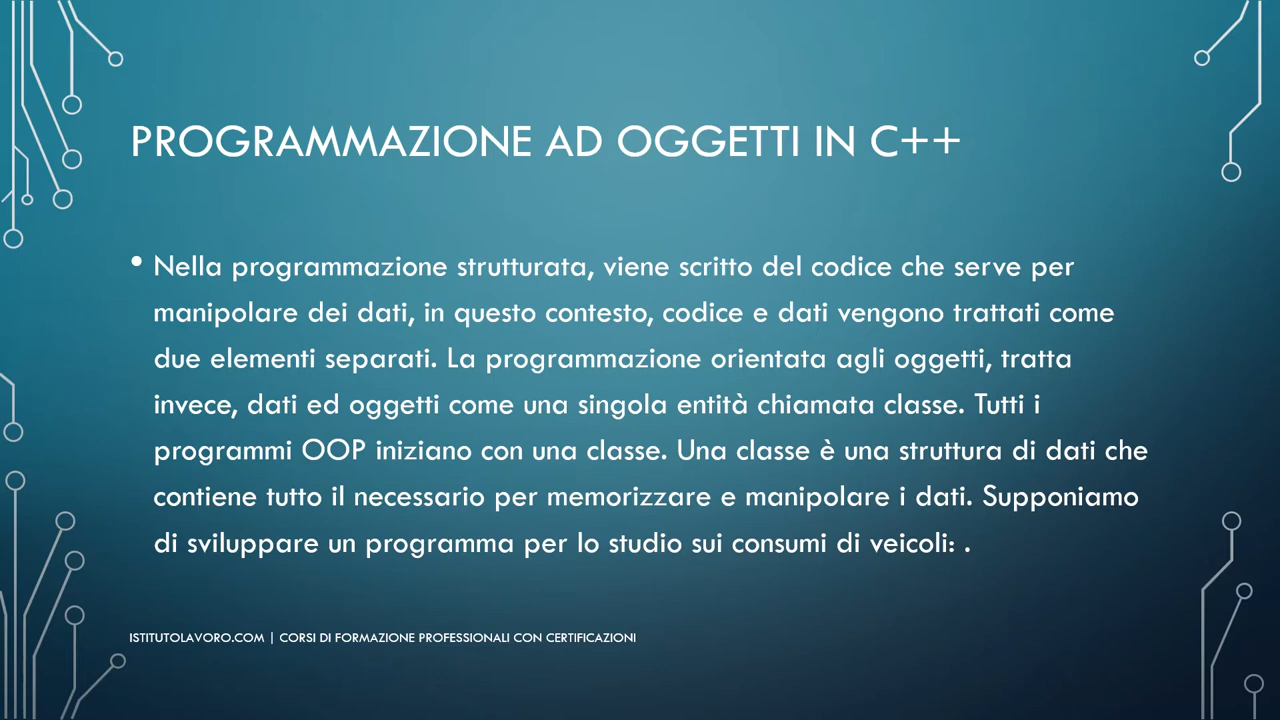 PROGRAMMAZIONE AD OGGETTI IN C++
• Nella programmazione strutturata, viene scritto del codice che serve per
manipolare dei dati, in questo contesto, codice e dati vengono trattati come
due elementi separati. La programmazione orientata agli oggetti, tratta
invece, dati ed oggetti come una singola entità chiamata classe. Tutti i
programmi OOP iniziano con una classe. Una classe è una struttura di dati che
contiene tutto il necessario per memorizzare e manipolare i dati. Supponiamo
di sviluppare un programma per lo studio sui consumi di veicoli: .
ISTITUTOLAVORO.COM | CORSI DI FORMAZIONE PROFESSIONALI CON CERTIFICAZIONI